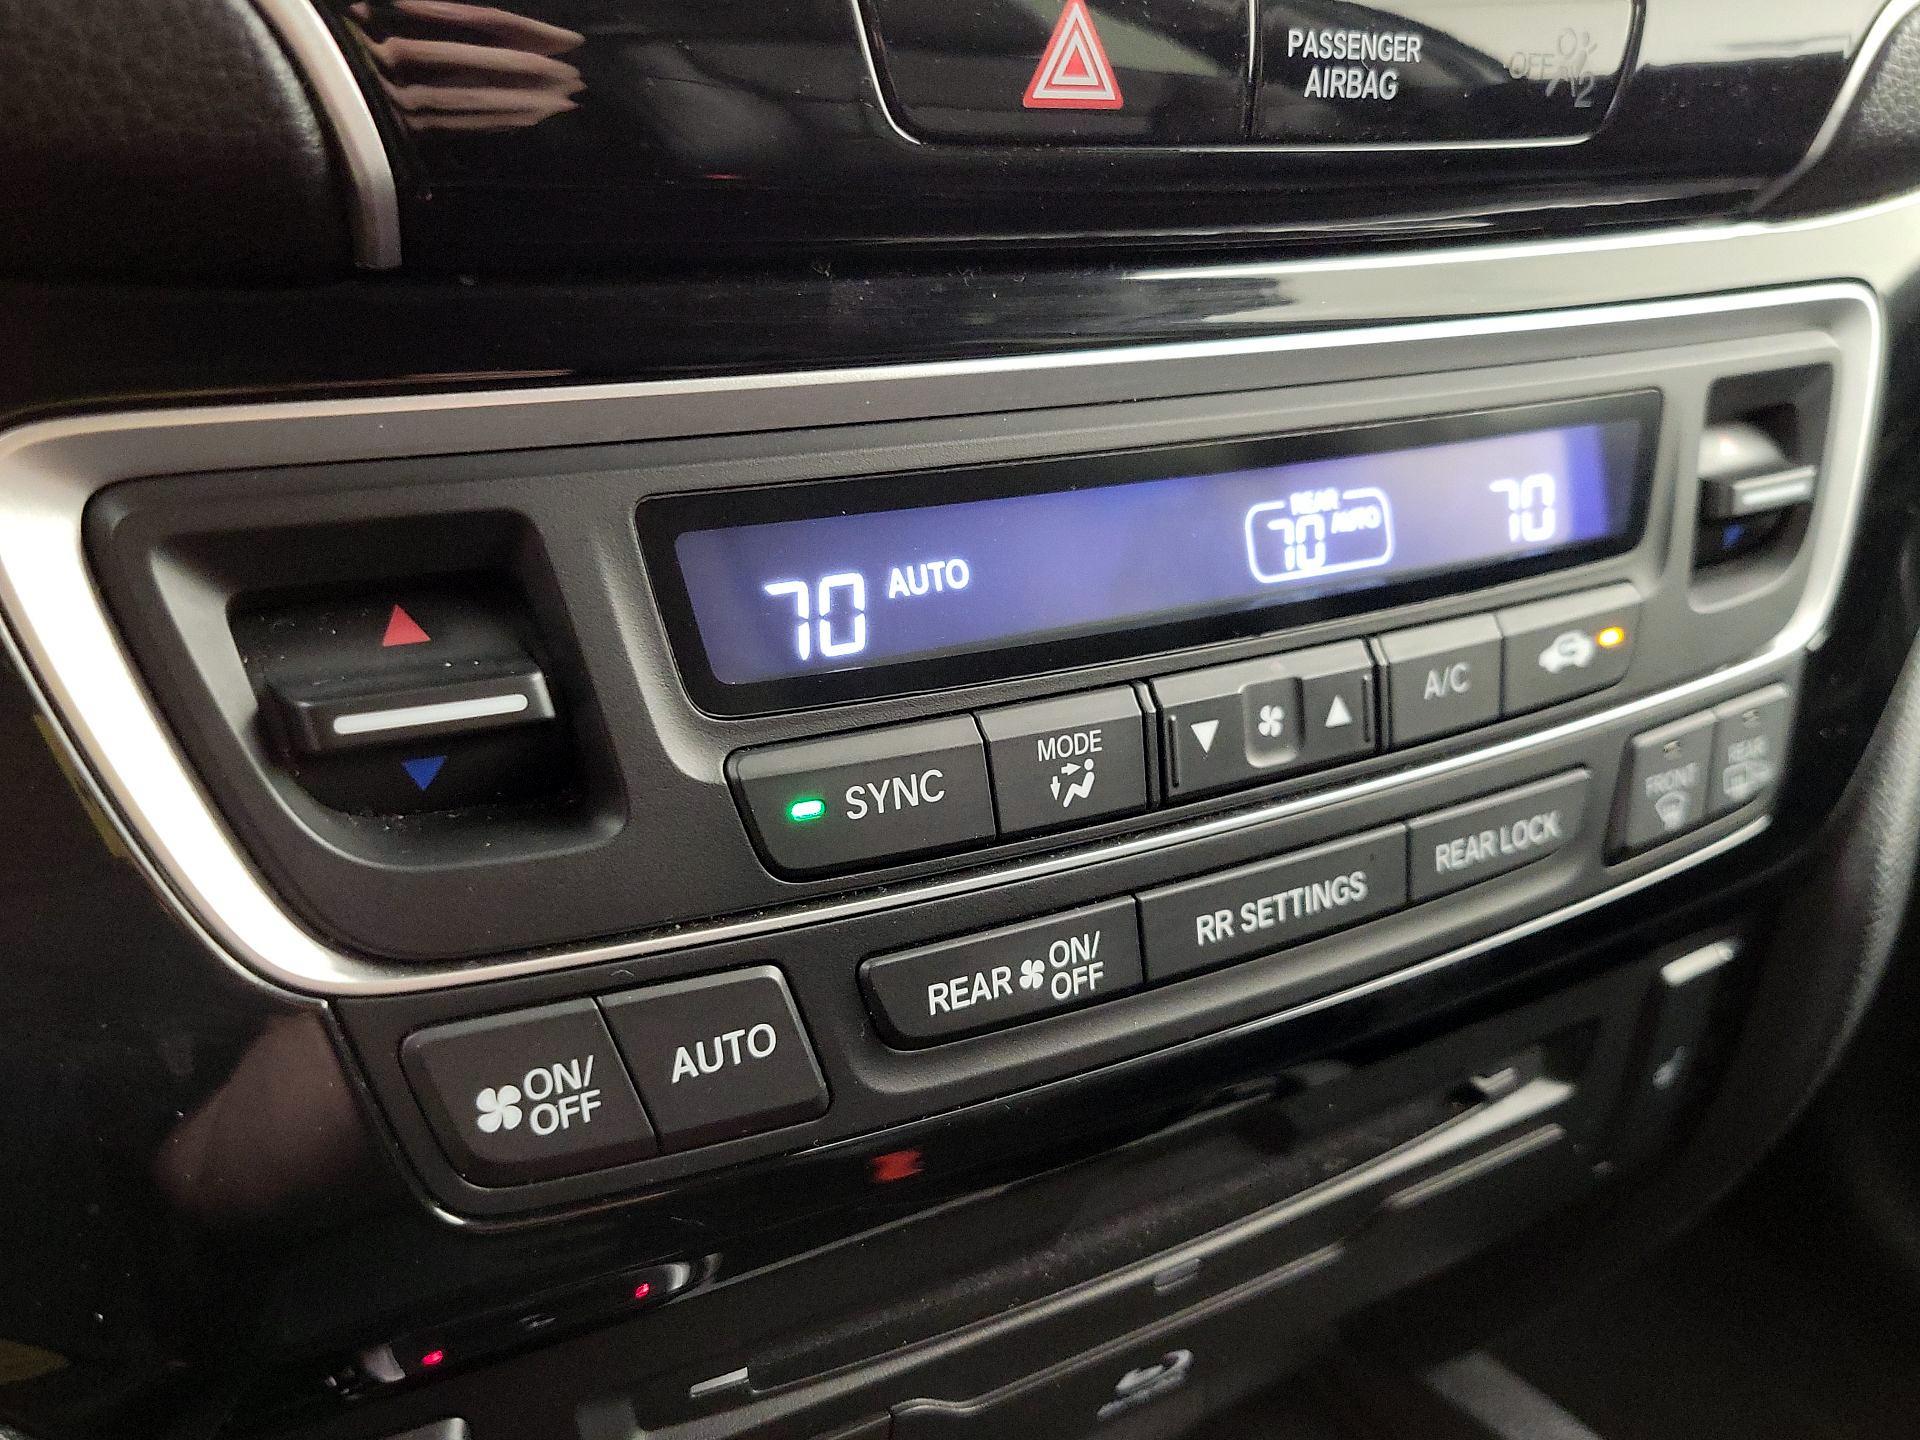 PASSENGER
AIRBAG
OFF
2
70 AUTO
REAR
70 AUTO
70
SYNC
MODE
A/C
FRONT
REAR
REAR ON/
OFF
RR SETTINGS
REAR LOCK
ON/
OFF
AUTO